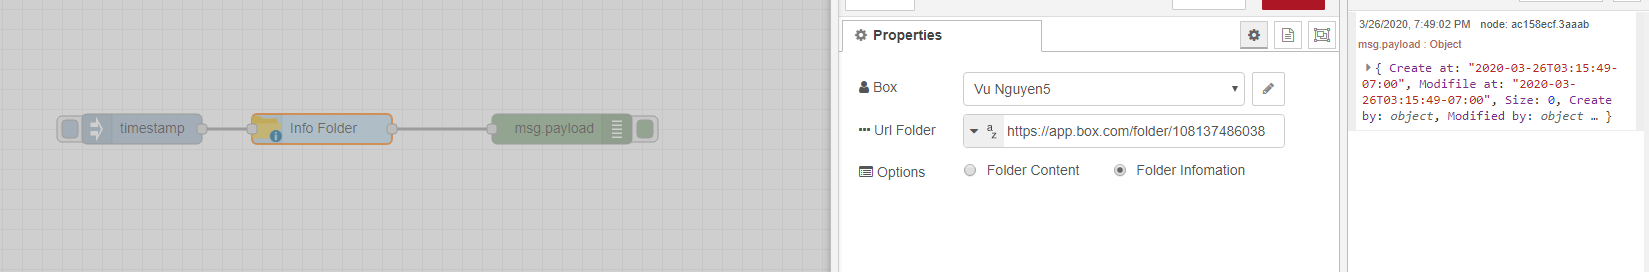 timestamp
Info Folder
msg.payload
Properties
Box
Vu Nguyen5
Url Folder
az
https://app.box.com/folder/108137486038
Options
Folder Content
Folder Infomation
3/26/2020, 7:49:02 PM node: ac158ecf.3aaab
msg.payload : Object
{ Create at: "2020-03-26T03:15:49-
07:00", Modifile at: "2020-03-
26T03:15:49-07:00", Size: 0, Create
by: object, Modified by: object … }